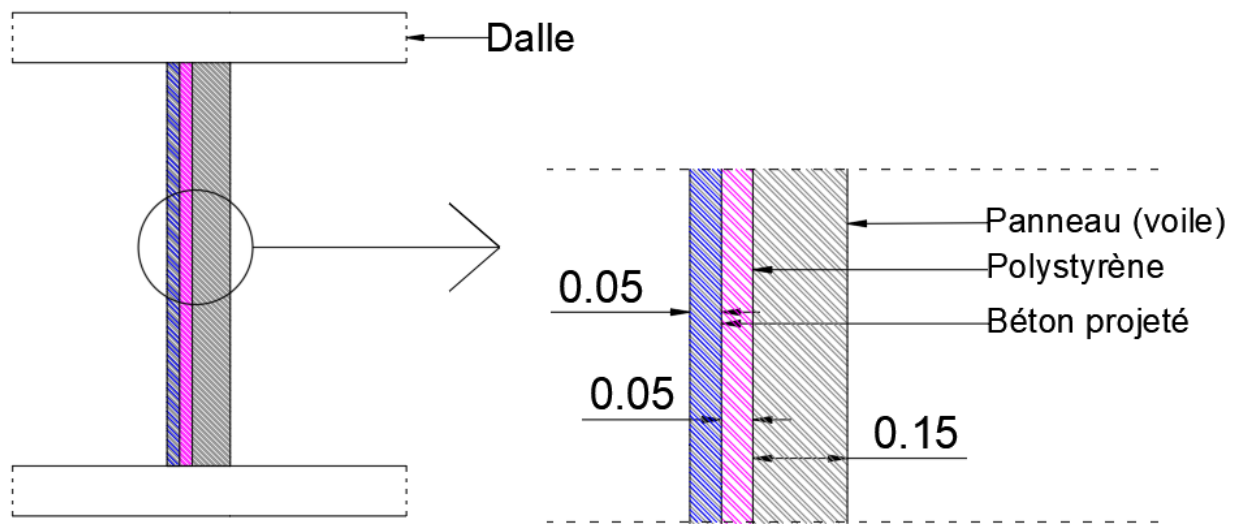 Dalle
Panneau (voile)
Polystyrène
0.05
Béton projeté
0.05
0.15